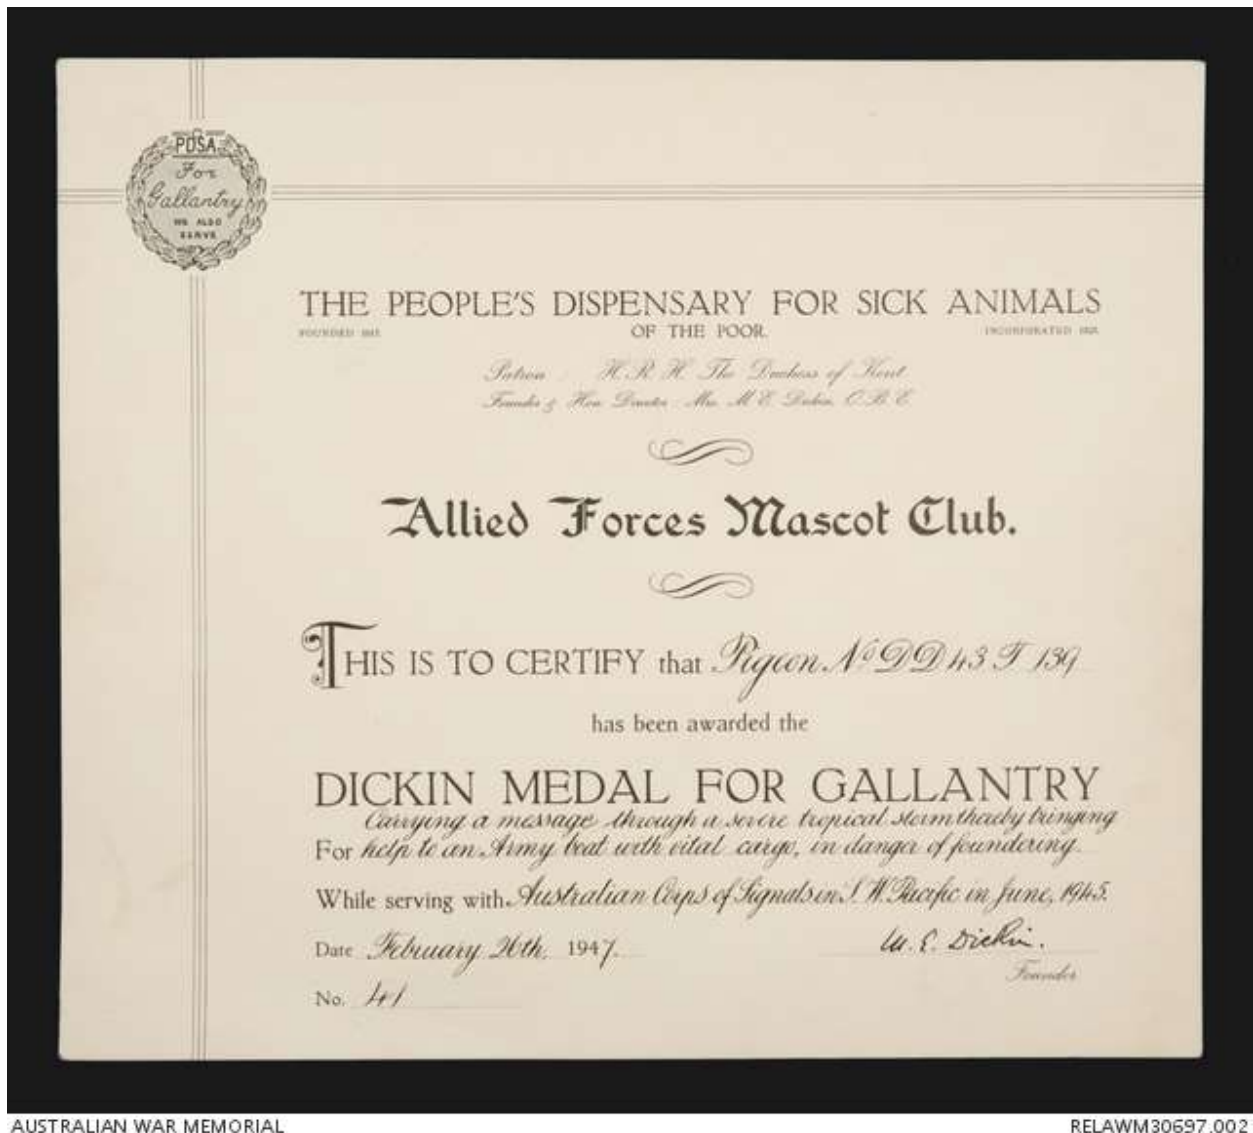 PDSA
For
Gallantry
WE ALSO
SERVE
THE PEOPLE'S DISPENSARY FOR SICK ANIMALS
FOUNDED 1917. OF THE POOR. INCORPORATED 1923.
Patron : H.R.H. The Duchess of Kent
Founder & Hon. Director : Mrs. M. E. Dickin, O.B.E.
Allied Forces Mascot Club.
THIS IS TO CERTIFY that Pigeon No DD 43 T 139
has been awarded the
DICKIN MEDAL FOR GALLANTRY
Carrying a message through a severe tropical storm thereby bringing
For help to an Army boat with vital cargo, in danger of foundering.
While serving with Australian Corps of Signals in S. W. Pacific in June, 1945.
Date February 26th, 1947.
M. E. Dickin.
Founder
No. 41
AUSTRALIAN WAR MEMORIAL RELAWM30697.002